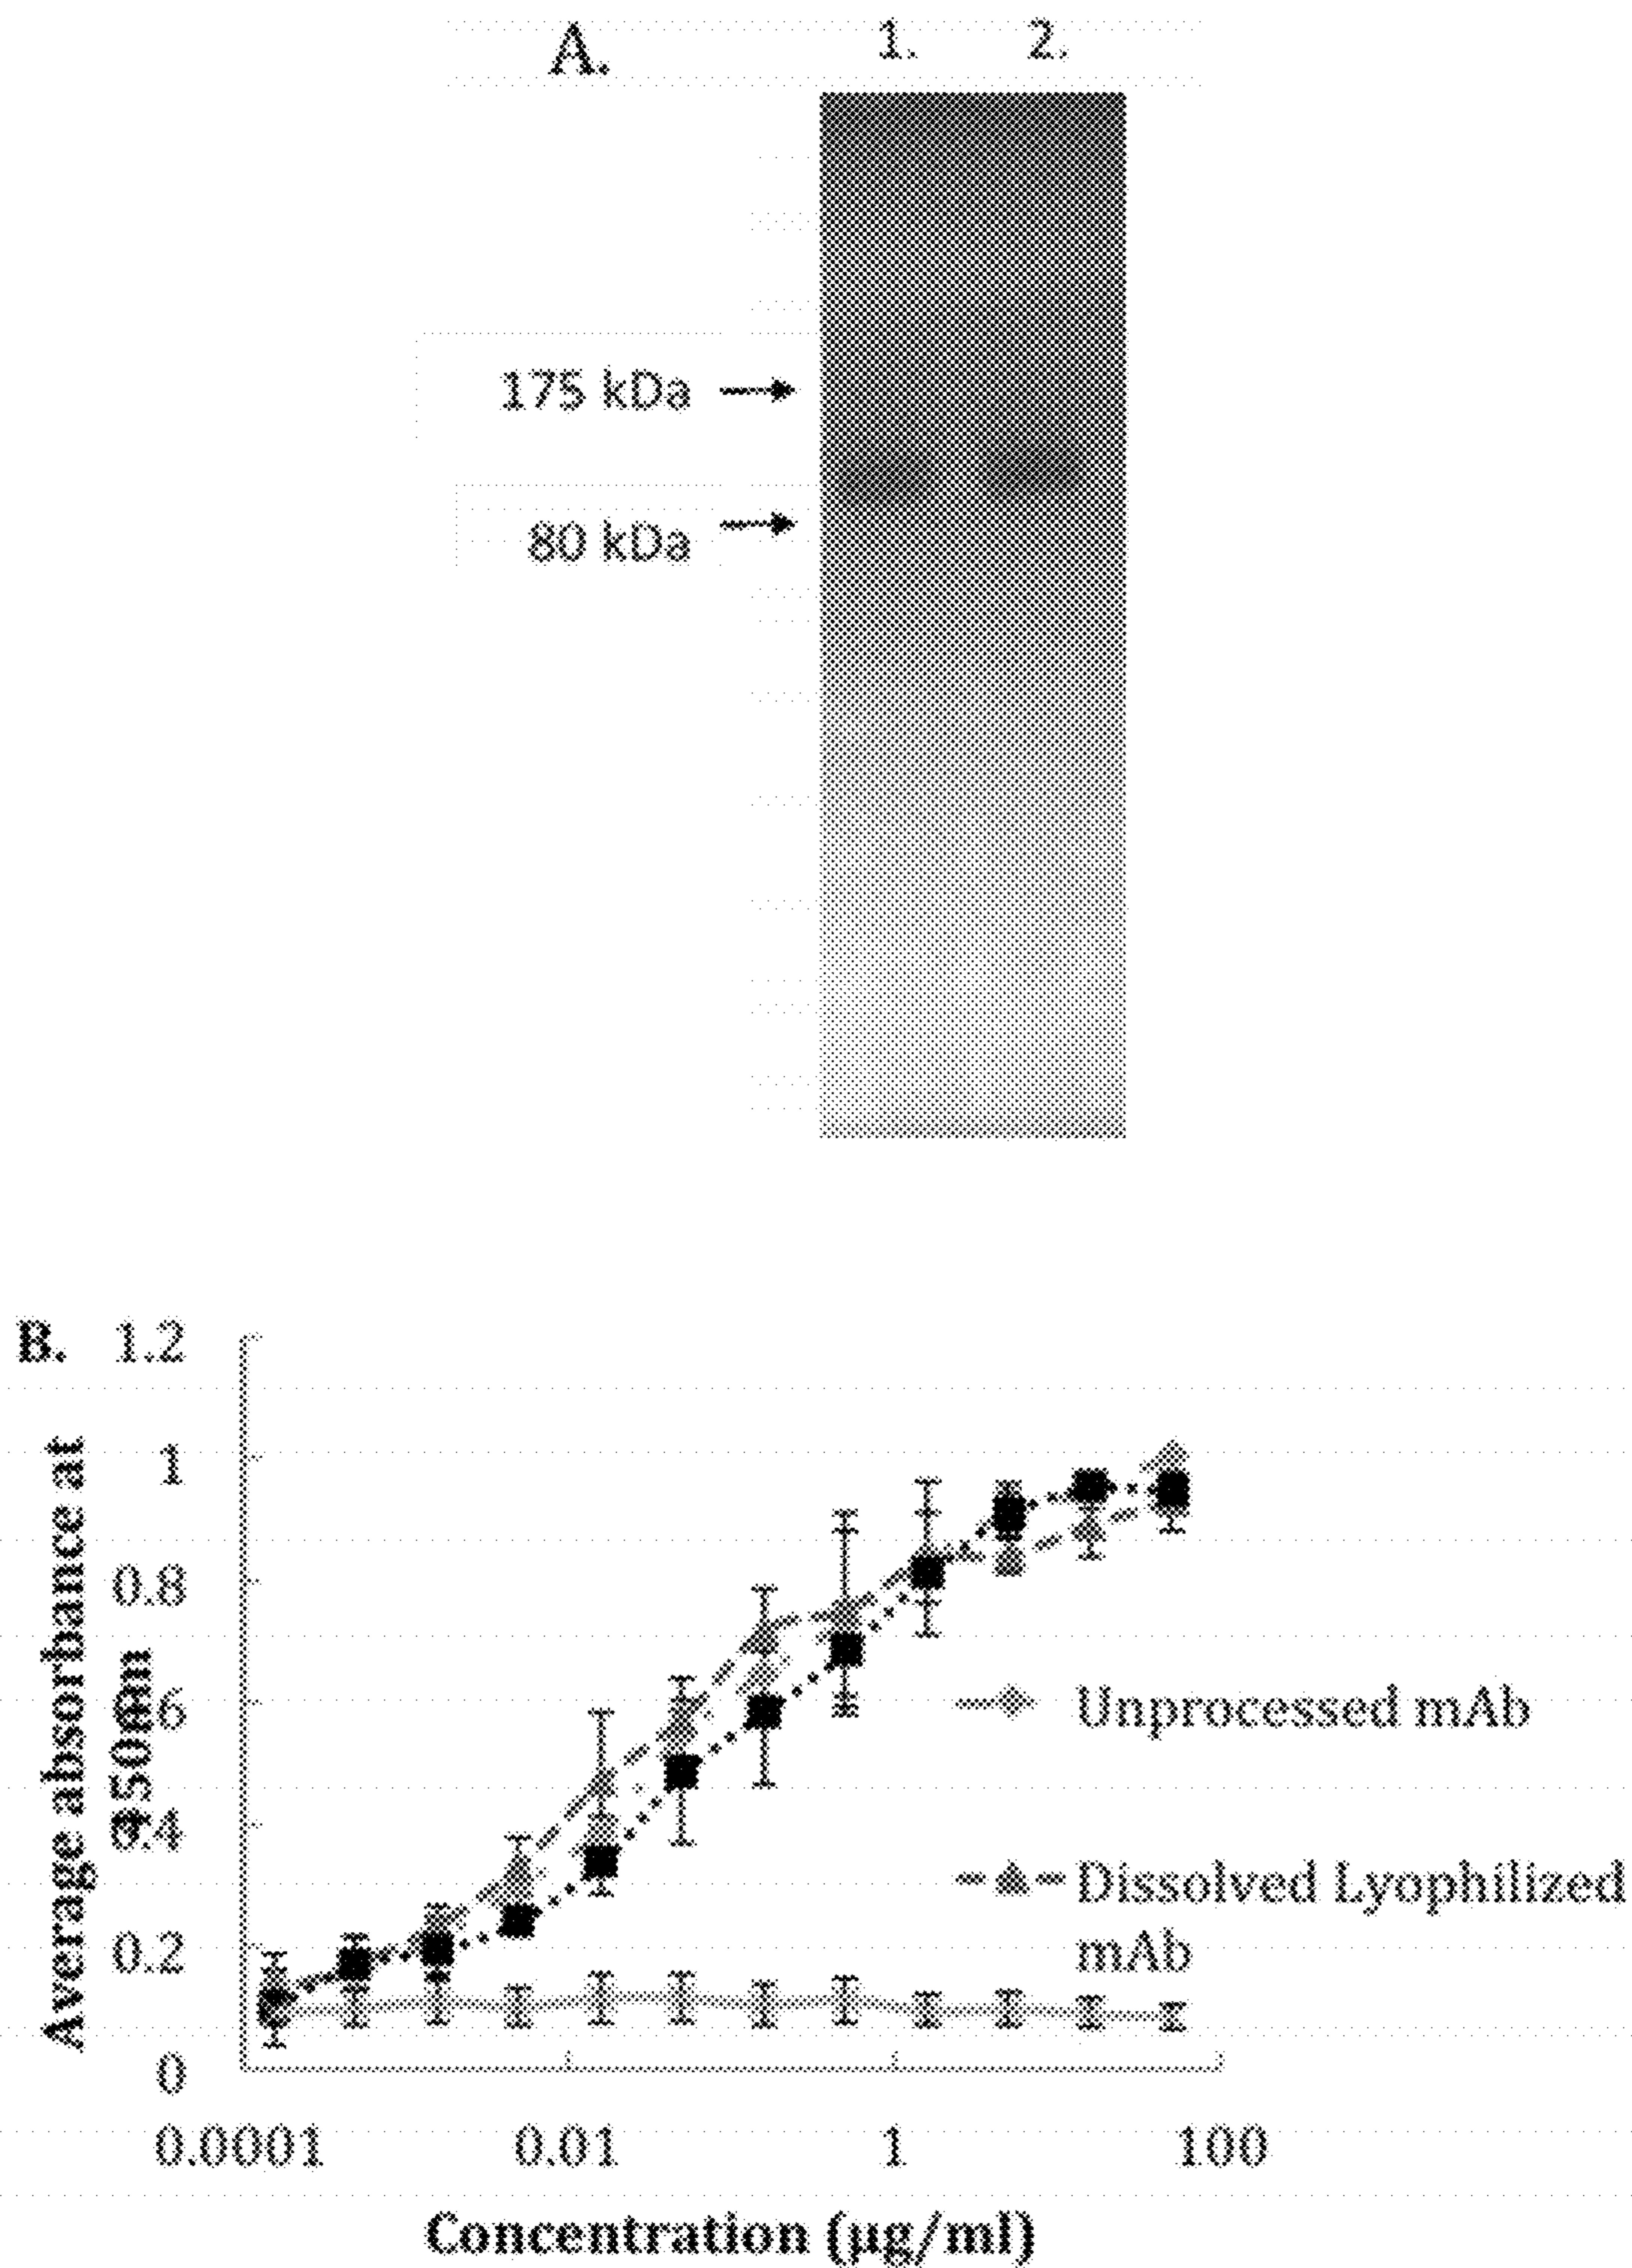 A. 1. 2.
175 kDa
80 kDa
B. 1.2
1
0.8
0.6
0.4
0.2
0
Average absorbance at
450nm
0.0001 0.01 1 100
Concentration (µg/ml)
Unprocessed mAb
Dissolved Lyophilized
mAb